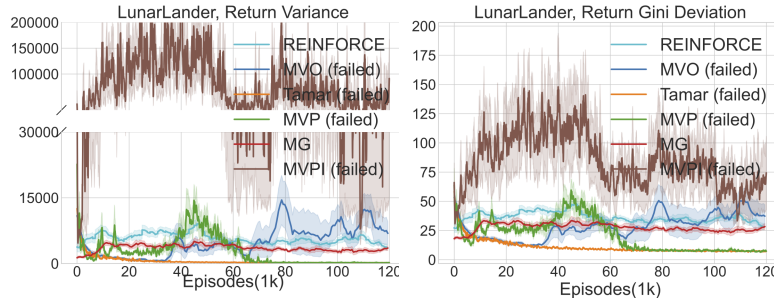 LunarLander, Return Variance
200000
150000
100000
30000
15000
0
REINFORCE
MVO (failed)
Tamar (failed)
MVP (failed)
MG
MVPI (failed)
0 20 40 60 80 100 120
Episodes(1k)
LunarLander, Return Gini Deviation
200
175
150
125
100
75
50
25
0
REINFORCE
MVO (failed)
Tamar (failed)
MVP (failed)
MG
MVPI (failed)
0 20 40 60 80 100 120
Episodes(1k)